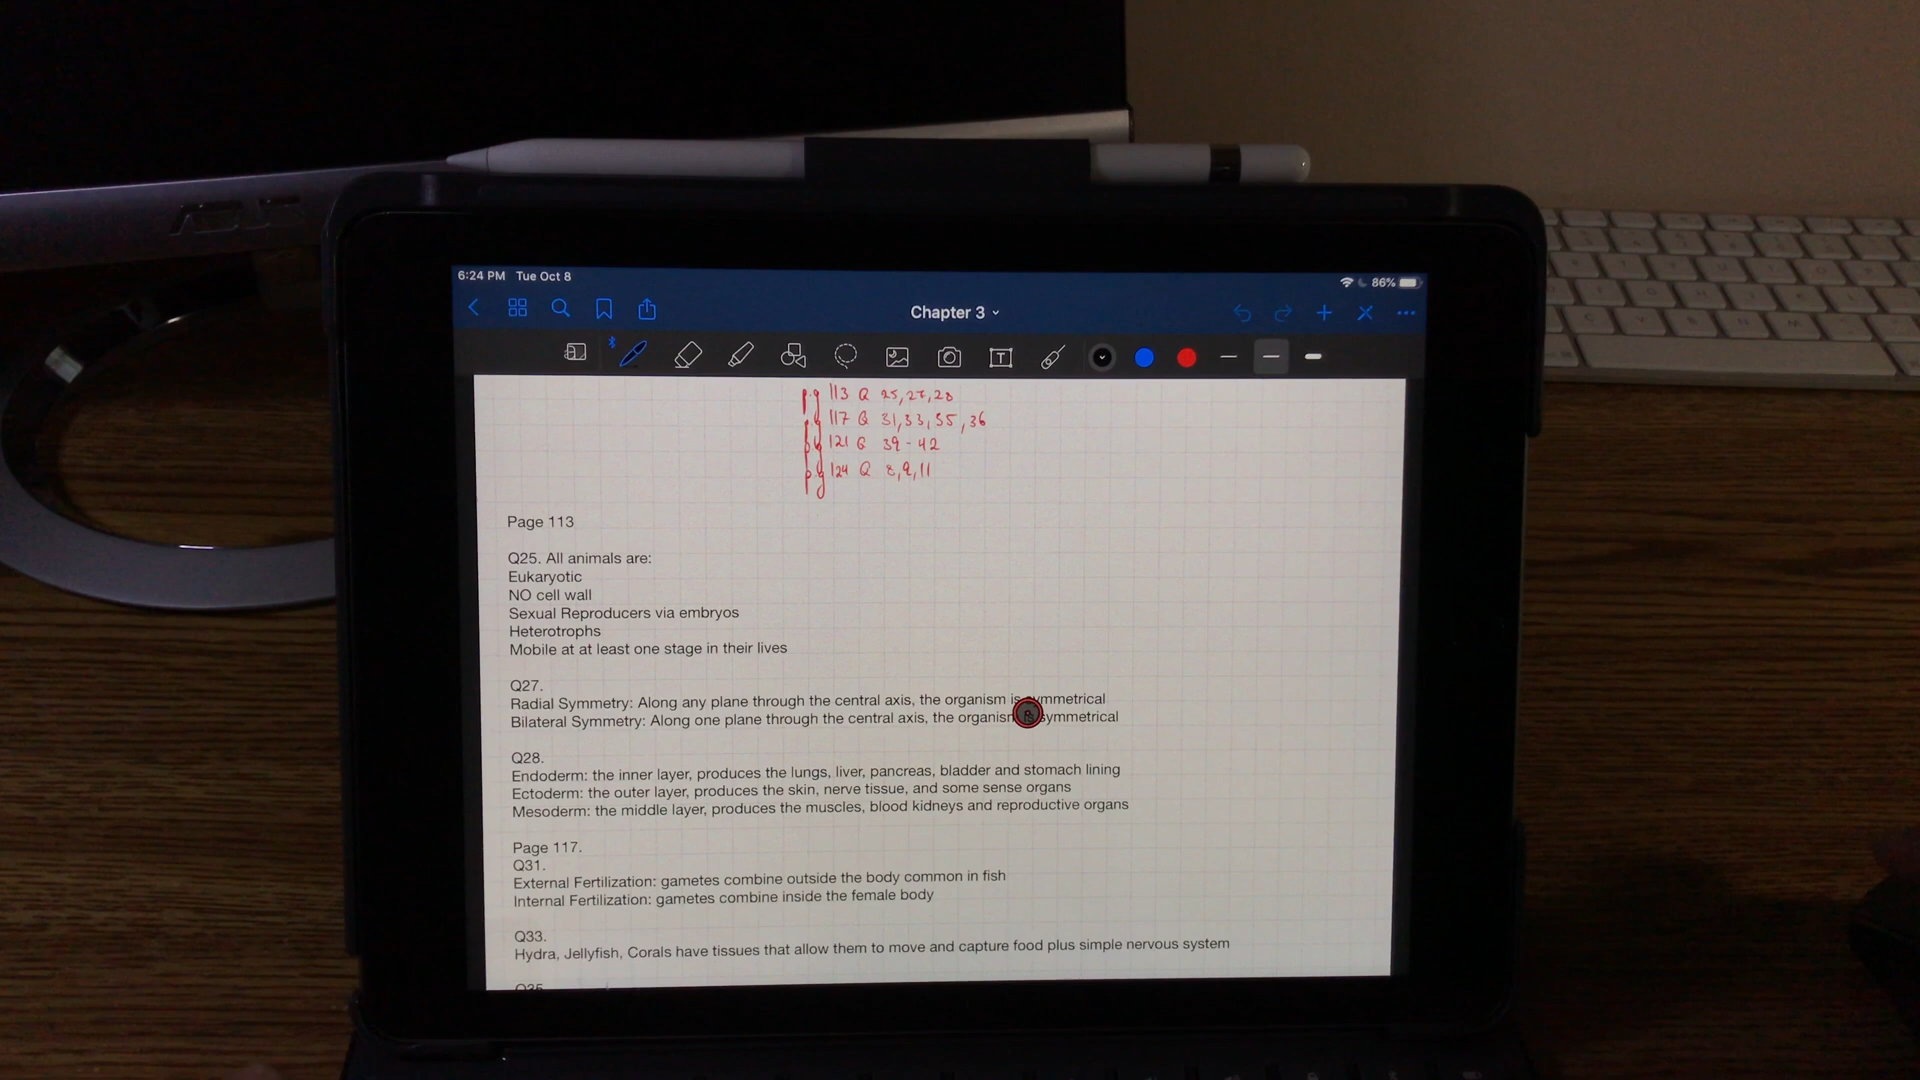 ASUS
6:24 PM Tue Oct 8
86%
Chapter 3
T
pg 113 Q 25,27,28
pg 117 Q 31,33,35,36
pg 121 Q 39-42
pg 124 Q 8,9,11
Page 113
Q25. All animals are:
Eukaryotic
NO cell wall
Sexual Reproducers via embryos
Heterotrophs
Mobile at at least one stage in their lives
Q27.
Radial Symmetry: Along any plane through the central axis, the organism is symmetrical
Bilateral Symmetry: Along one plane through the central axis, the organism is symmetrical
Q28.
Endoderm: the inner layer, produces the lungs, liver, pancreas, bladder and stomach lining
Ectoderm: the outer layer, produces the skin, nerve tissue, and some sense organs
Mesoderm: the middle layer, produces the muscles, blood kidneys and reproductive organs
Page 117.
Q31.
External Fertilization: gametes combine outside the body common in fish
Internal Fertilization: gametes combine inside the female body
Q33.
Hydra, Jellyfish, Corals have tissues that allow them to move and capture food plus simple nervous system
Q35